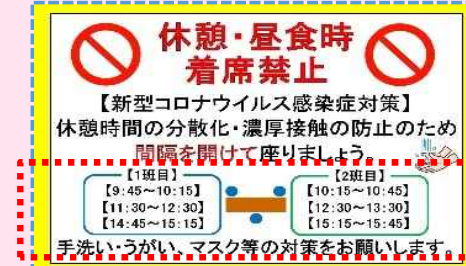 休憩・昼食時
着席禁止
【新型コロナウイルス感染症対策】
休憩時間の分散化・濃厚接触の防止のため
間隔を開けて座りましょう。
【1班目】
【9:45～10:15】
【11:30～12:30】
【14:45～15:15】
【2班目】
【10:15～10:45】
【12:30～13:30】
【15:15～15:45】
手洗い・うがい、マスク等の対策をお願いします。